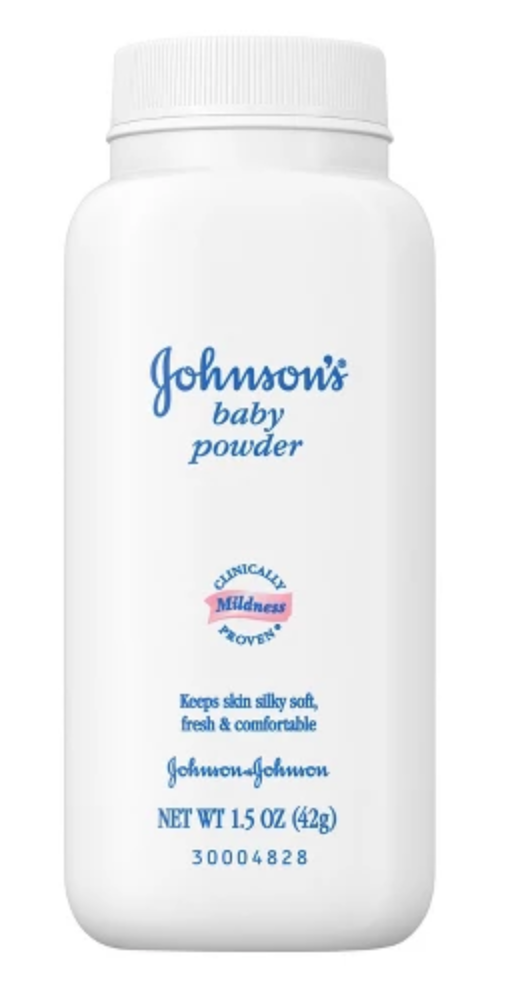 Johnson's®
baby
powder
CLINICALLY
Mildness
PROVEN®
Keeps skin silky soft,
fresh & comfortable
Johnson & Johnson
NET WT 1.5 OZ (42g)
30004828